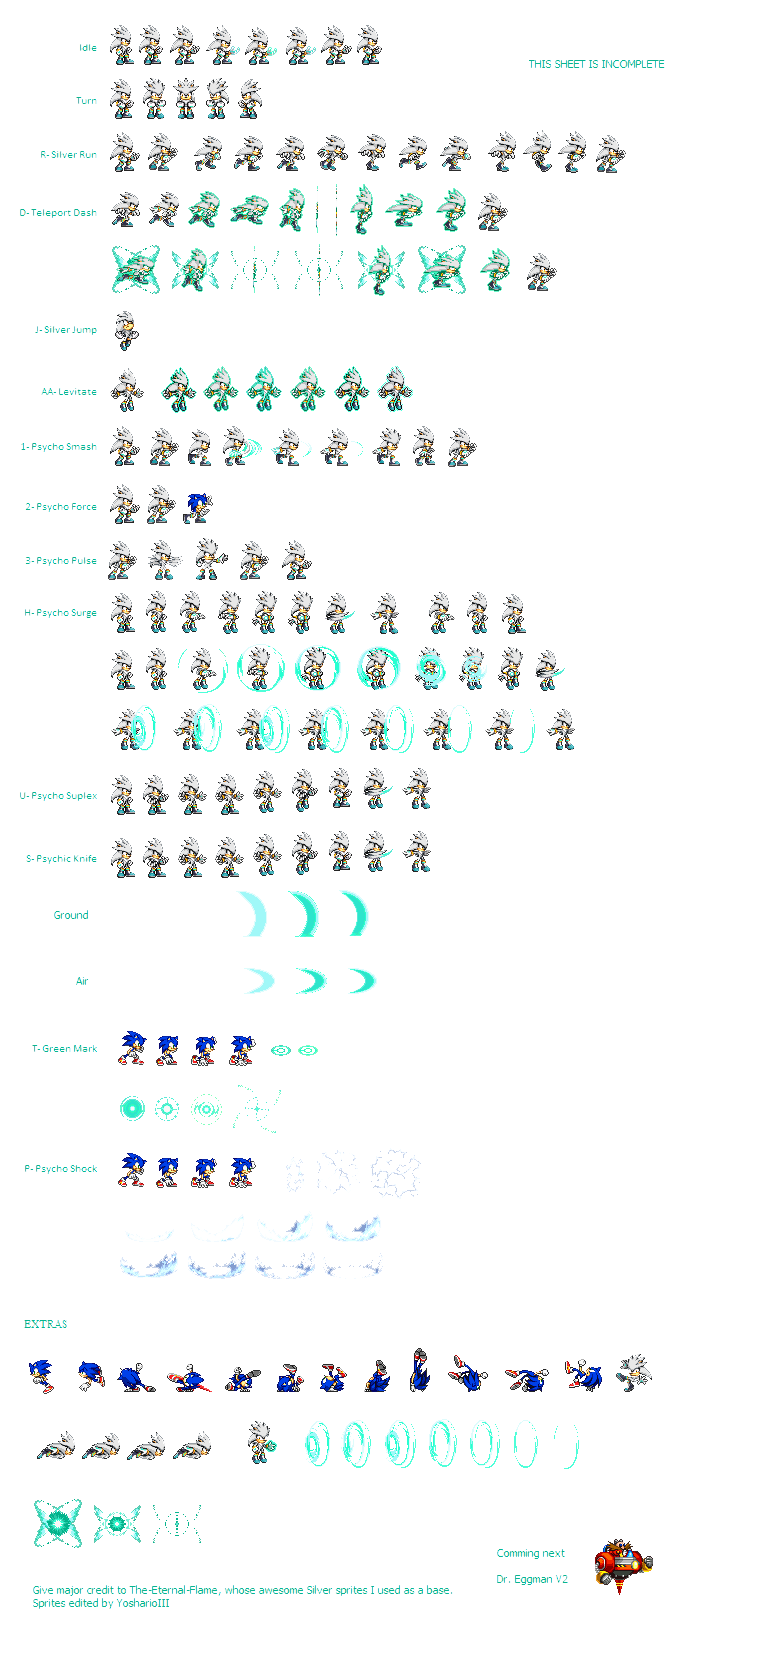 Idle
THIS SHEET IS INCOMPLETE
Turn
R- Silver Run
D- Teleport Dash
J- Silver Jump
AA- Levitate
1- Psycho Smash
2- Psycho Force
3- Psycho Pulse
H- Psycho Surge
U- Psycho Suplex
S- Psychic Knife
Ground
Air
T- Green Mark
P- Psycho Shock
EXTRAS
Comming next
Dr. Eggman V2
Give major credit to The-Eternal-Flame, whose awesome Silver sprites I used as a base.
Sprites edited by YosharioIII